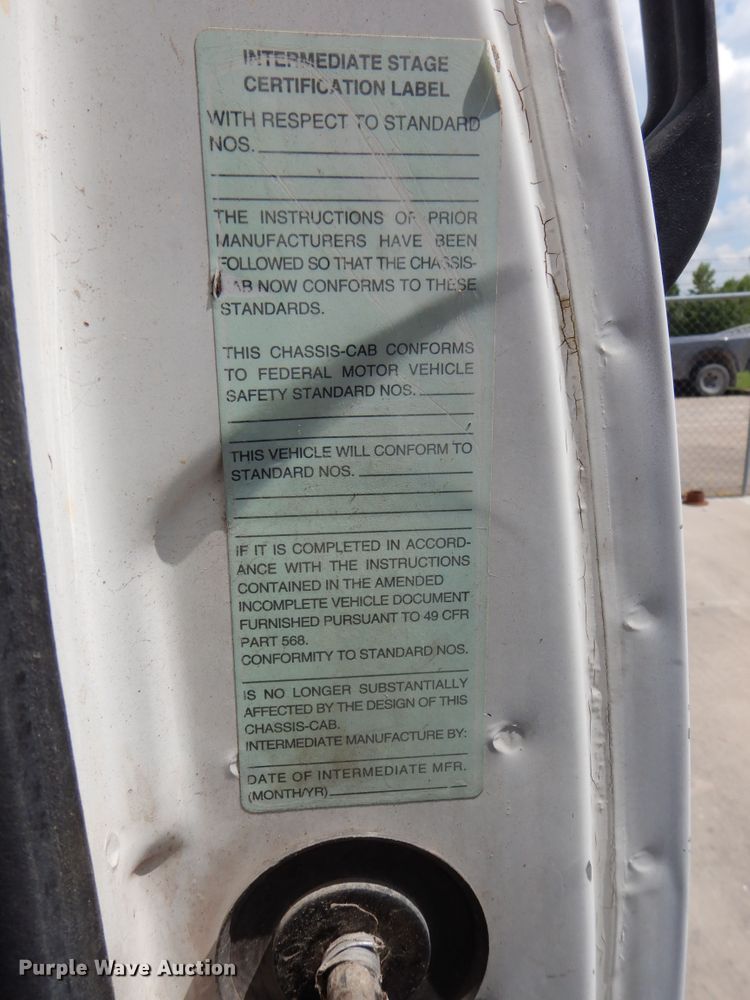 INTERMEDIATE STAGE
CERTIFICATION LABEL
WITH RESPECT TO STANDARD
NOS.
THE INSTRUCTIONS OF PRIOR
MANUFACTURERS HAVE BEEN
FOLLOWED SO THAT THE CHASSIS-
CAB NOW CONFORMS TO THESE
STANDARDS.
THIS CHASSIS-CAB CONFORMS
TO FEDERAL MOTOR VEHICLE
SAFETY STANDARD NOS.
THIS VEHICLE WILL CONFORM TO
STANDARD NOS.
IF IT IS COMPLETED IN ACCORD-
ANCE WITH THE INSTRUCTIONS
CONTAINED IN THE AMENDED
INCOMPLETE VEHICLE DOCUMENT
FURNISHED PURSUANT TO 49 CFR
PART 568.
CONFORMITY TO STANDARD NOS.
IS NO LONGER SUBSTANTIALLY
AFFECTED BY THE DESIGN OF THIS
CHASSIS-CAB.
INTERMEDIATE MANUFACTURE BY:
DATE OF INTERMEDIATE MFR.
(MONTH/YR)
Purple Wave Auction